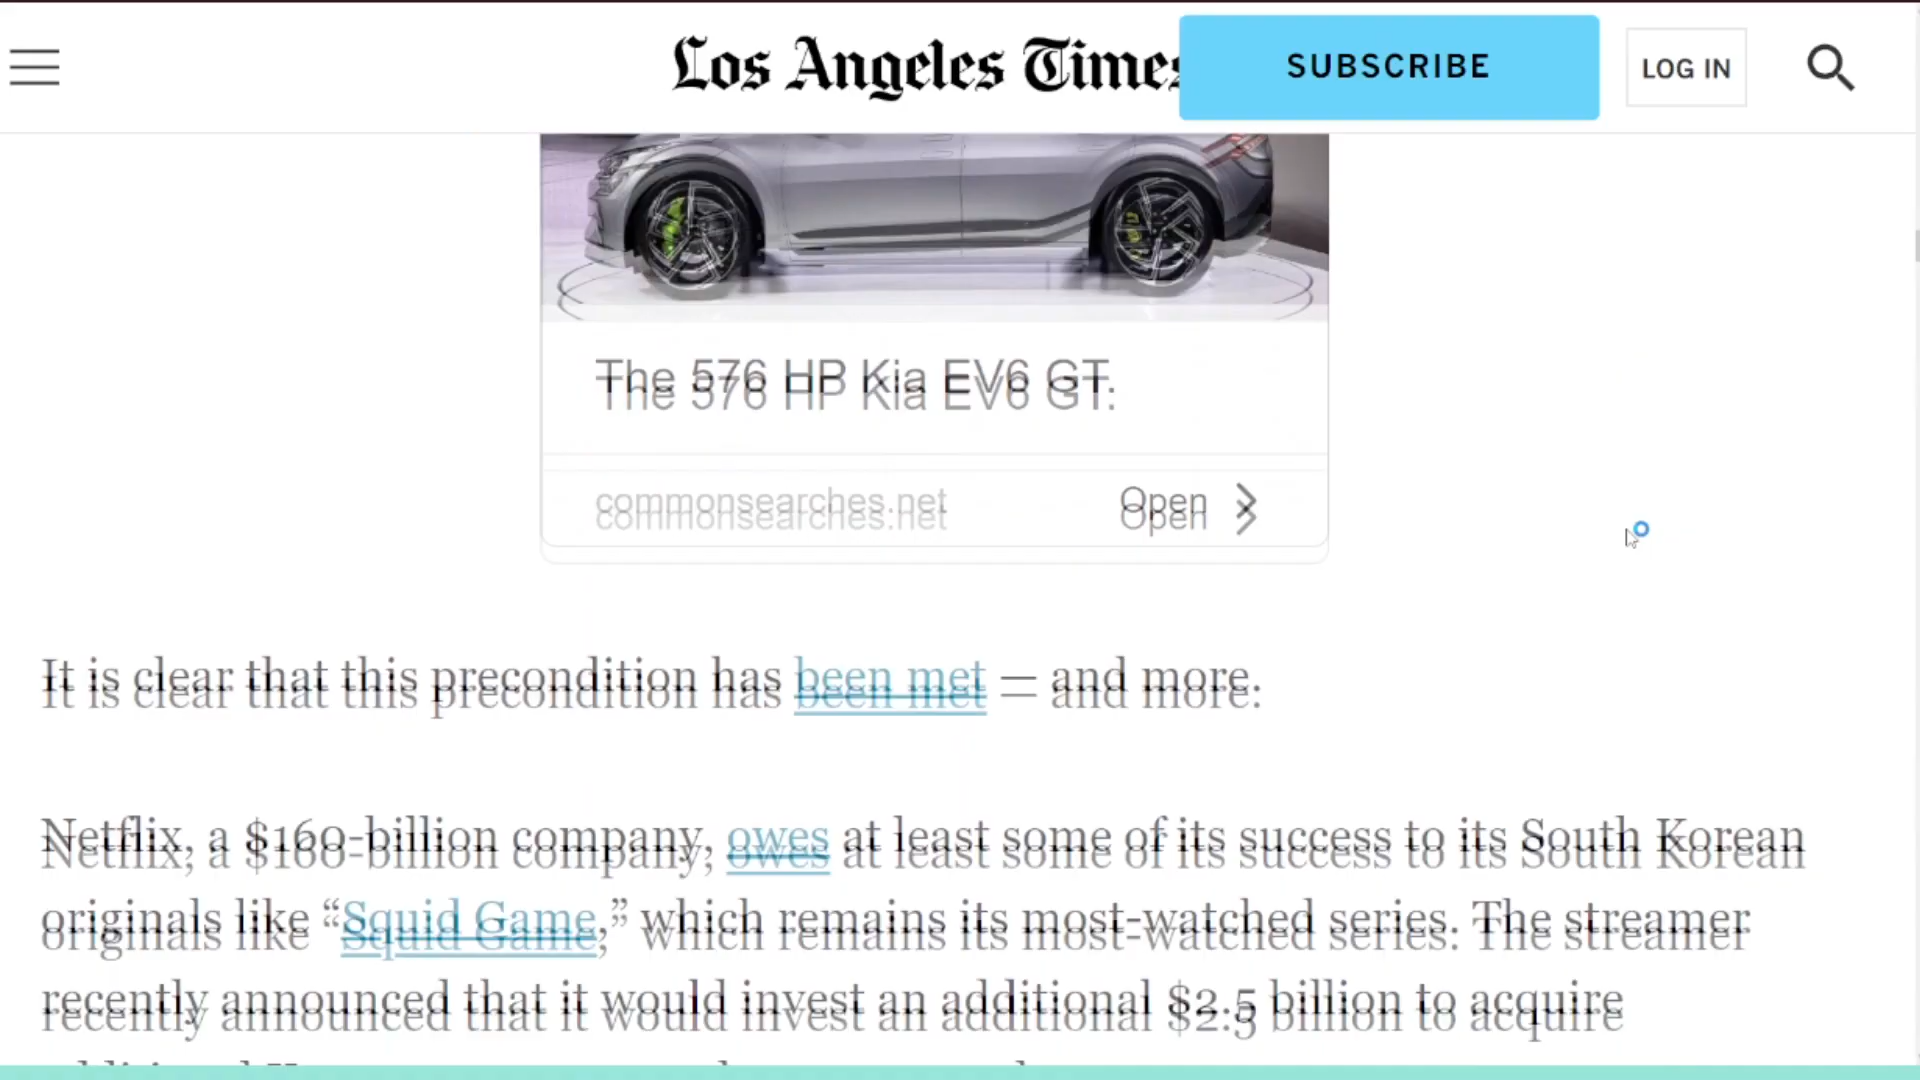 Los Angeles Times
SUBSCRIBE
LOG IN
The 576 HP Kia EV6 GT.
commonsearches.net
Open
It is clear that this precondition has been met — and more.
Netflix, a $160-billion company, owes at least some of its success to its South Korean
originals like “Squid Game,” which remains its most-watched series. The streamer
recently announced that it would invest an additional $2.5 billion to acquire